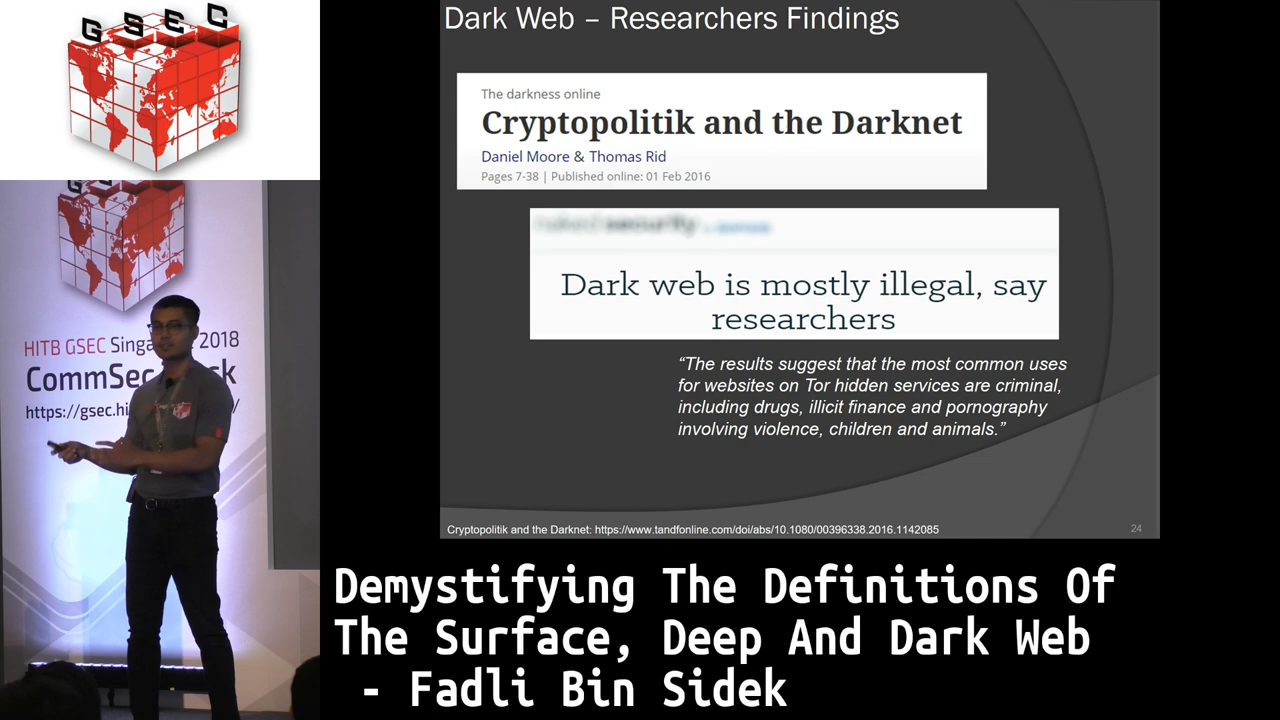 GSEC
G S
HITB GSEC Singa 2018
CommSec ck
https://gsec.hi /
Dark Web – Researchers Findings
The darkness online
Cryptopolitik and the Darknet
Daniel Moore & Thomas Rid
Pages 7-38 | Published online: 01 Feb 2016
naked security by SOPHOS
Dark web is mostly illegal, say
researchers
“The results suggest that the most common uses
for websites on Tor hidden services are criminal,
including drugs, illicit finance and pornography
involving violence, children and animals.”
Cryptopolitik and the Darknet: https://www.tandfonline.com/doi/abs/10.1080/00396338.2016.1142085
24
Demystifying The Definitions Of
The Surface, Deep And Dark Web
- Fadli Bin Sidek